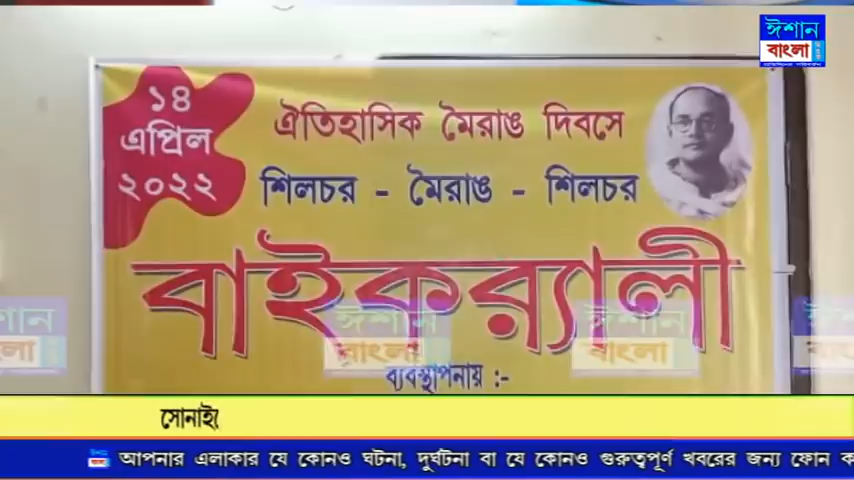 ঈশান
বাংলা
১৪
এপ্রিল
২০২২
ঐতিহাসিক মৈরাঙ দিবসে
শিলচর - মৈরাঙ - শিলচর
বাইকর‍্যালী
ব্যবস্থাপনায় :-
সোনাই
আপনার এলাকার যে কোনও ঘটনা, দুর্ঘটনা বা যে কোনও গুরুত্বপূর্ণ খবরের জন্য ফোন ক